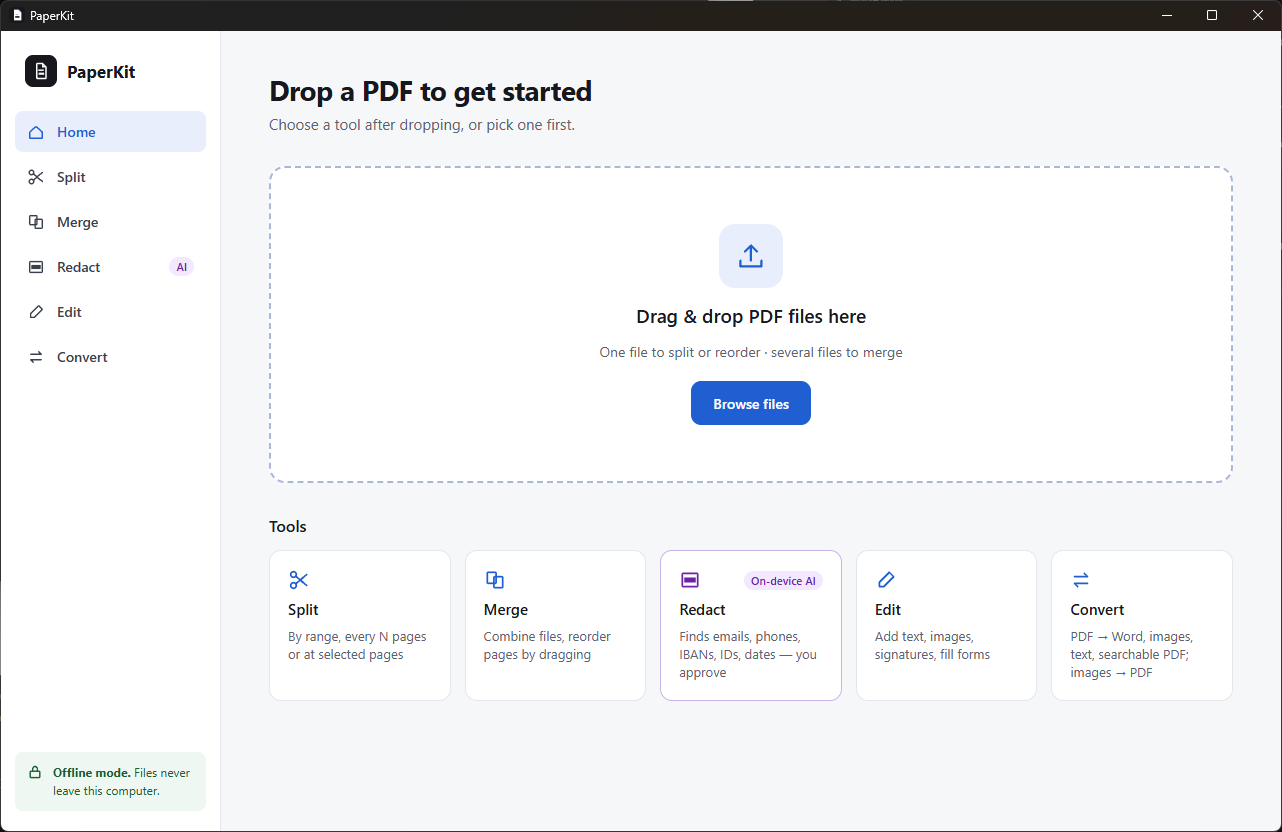 PaperKit
PaperKit
Home
Split
Merge
Redact AI
Edit
Convert
Offline mode. Files never
leave this computer.
Drop a PDF to get started
Choose a tool after dropping, or pick one first.
Drag & drop PDF files here
One file to split or reorder · several files to merge
Browse files
Tools
Split
By range, every N pages
or at selected pages
Merge
Combine files, reorder
pages by dragging
On-device AI
Redact
Finds emails, phones,
IBANs, IDs, dates — you
approve
Edit
Add text, images,
signatures, fill forms
Convert
PDF → Word, images,
text, searchable PDF;
images → PDF